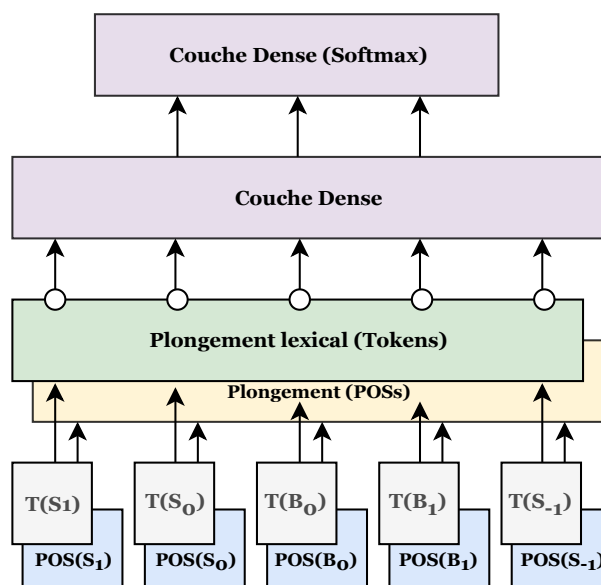 Couche Dense (Softmax)
Couche Dense
Plongement lexical (Tokens)
Plongement (POSs)
T(S1) T(S₀) T(B₀) T(B₁) T(S₋₁)
POS(S₁) POS(S₀) POS(B₀) POS(B₁) POS(S₋₁)